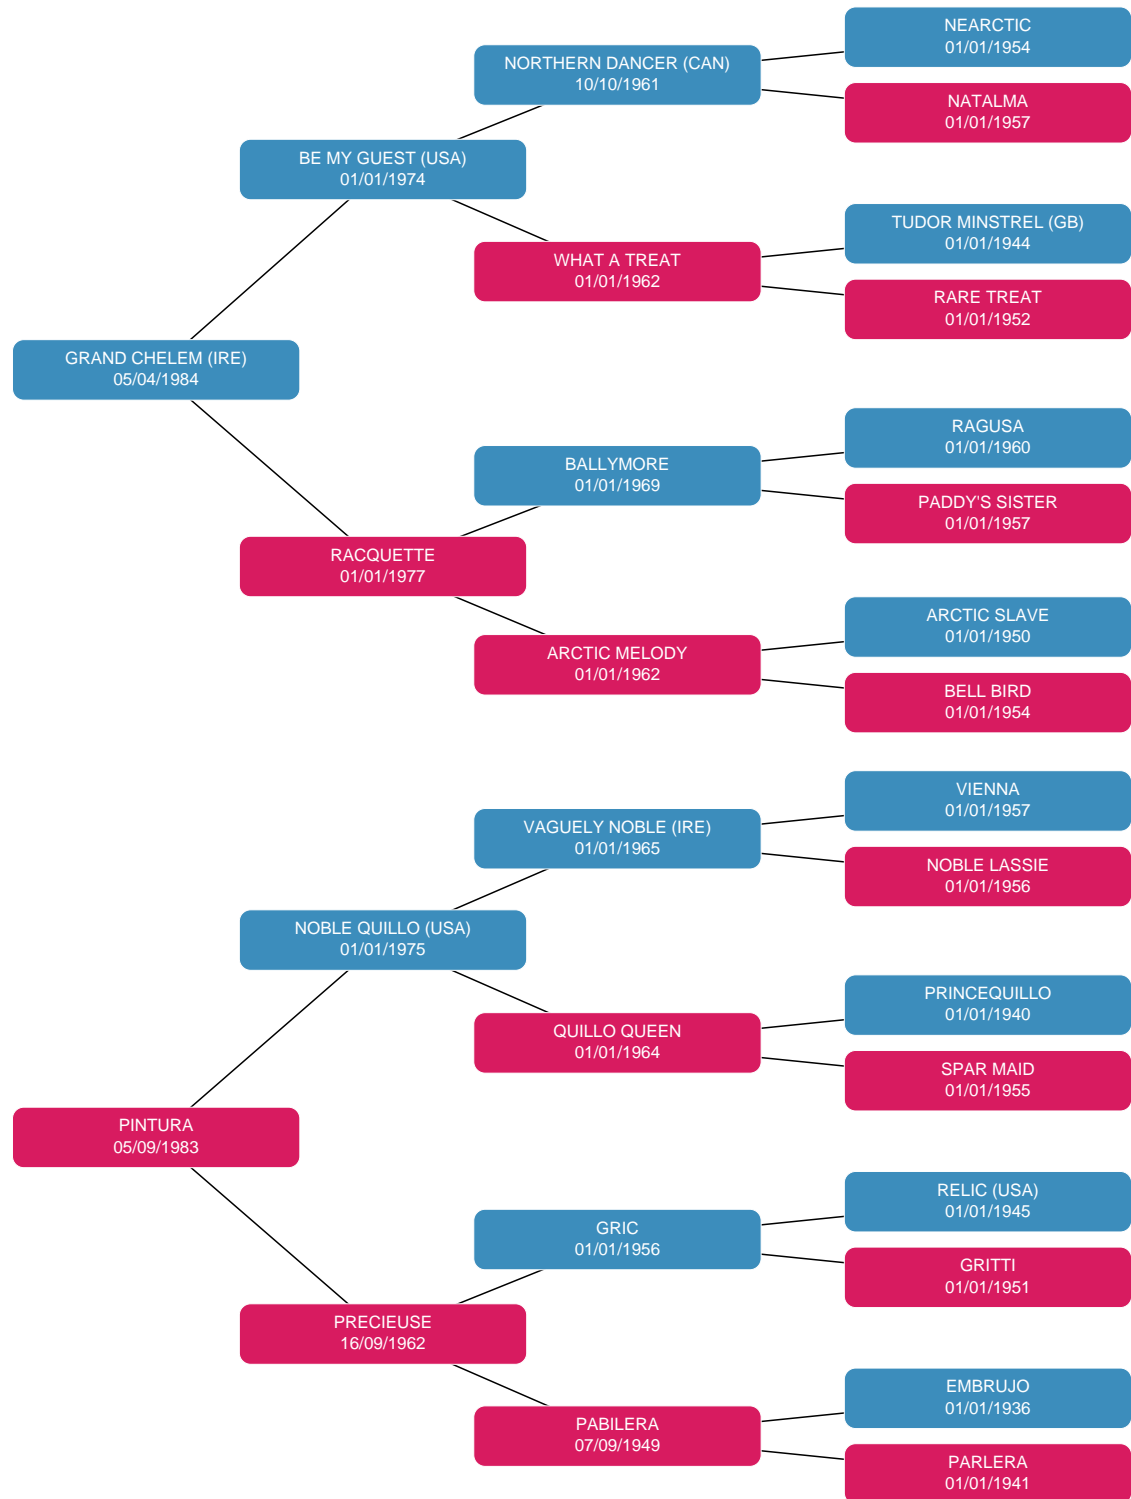 NEARCTIC
01/01/1954
NORTHERN DANCER (CAN)
10/10/1961
NATALMA
01/01/1957
BE MY GUEST (USA)
01/01/1974
TUDOR MINSTREL (GB)
01/01/1944
WHAT A TREAT
01/01/1962
RARE TREAT
01/01/1952
GRAND CHELEM (IRE)
05/04/1984
RAGUSA
01/01/1960
BALLYMORE
01/01/1969
PADDY'S SISTER
01/01/1957
RACQUETTE
01/01/1977
ARCTIC SLAVE
01/01/1950
ARCTIC MELODY
01/01/1962
BELL BIRD
01/01/1954
VIENNA
01/01/1957
VAGUELY NOBLE (IRE)
01/01/1965
NOBLE LASSIE
01/01/1956
NOBLE QUILLO (USA)
01/01/1975
PRINCEQUILLO
01/01/1940
QUILLO QUEEN
01/01/1964
SPAR MAID
01/01/1955
PINTURA
05/09/1983
RELIC (USA)
01/01/1945
GRIC
01/01/1956
GRITTI
01/01/1951
PRECIEUSE
16/09/1962
EMBRUJO
01/01/1936
PABILERA
07/09/1949
PARLERA
01/01/1941